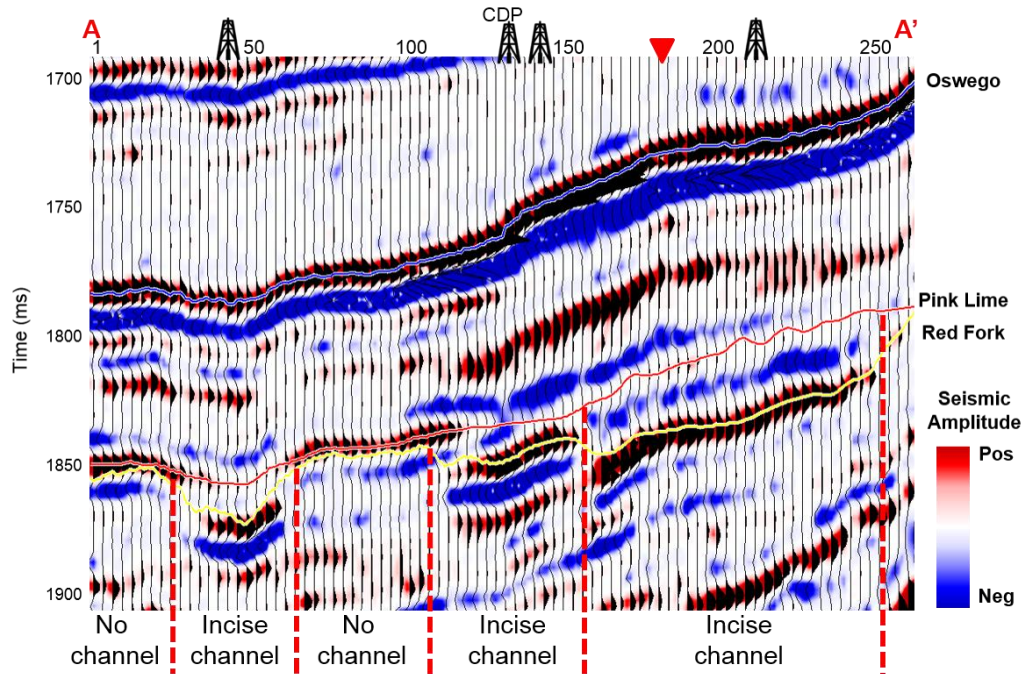 CDP
A
A'
1
50
100
150
200
250
1700
1750
1800
1850
1900
Time (ms)
Oswego
Pink Lime
Red Fork
Seismic
Amplitude
Pos
Neg
No
channel
Incise
channel
No
channel
Incise
channel
Incise
channel